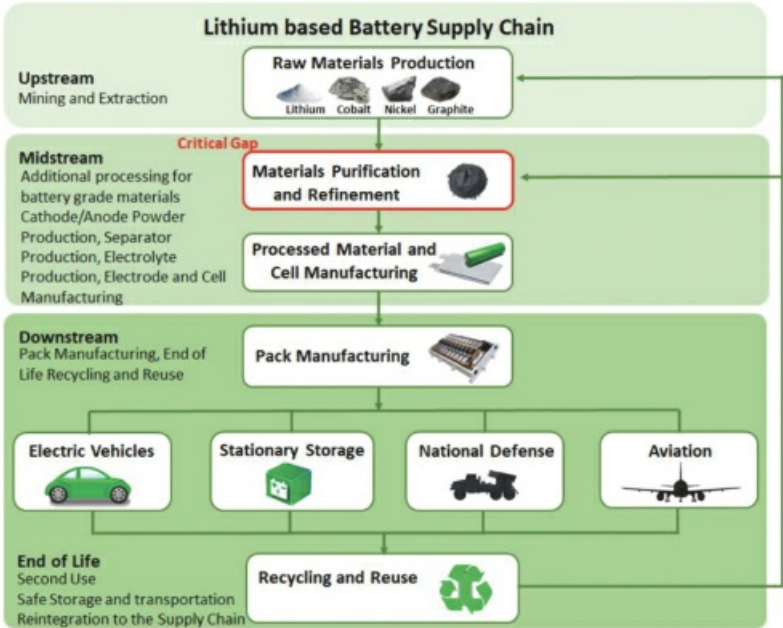 Lithium based Battery Supply Chain
Upstream
Mining and Extraction
Raw Materials Production
Lithium Cobalt Nickel Graphite
Critical Gap
Midstream
Additional processing for
battery grade materials
Cathode/Anode Powder
Production, Separator
Production, Electrolyte
Production, Electrode and Cell
Manufacturing
Materials Purification
and Refinement
Processed Material and
Cell Manufacturing
Downstream
Pack Manufacturing, End of
Life Recycling and Reuse
Pack Manufacturing
Electric Vehicles
Stationary Storage
National Defense
Aviation
End of Life
Second Use
Safe Storage and transportation
Reintegration to the Supply Chain
Recycling and Reuse